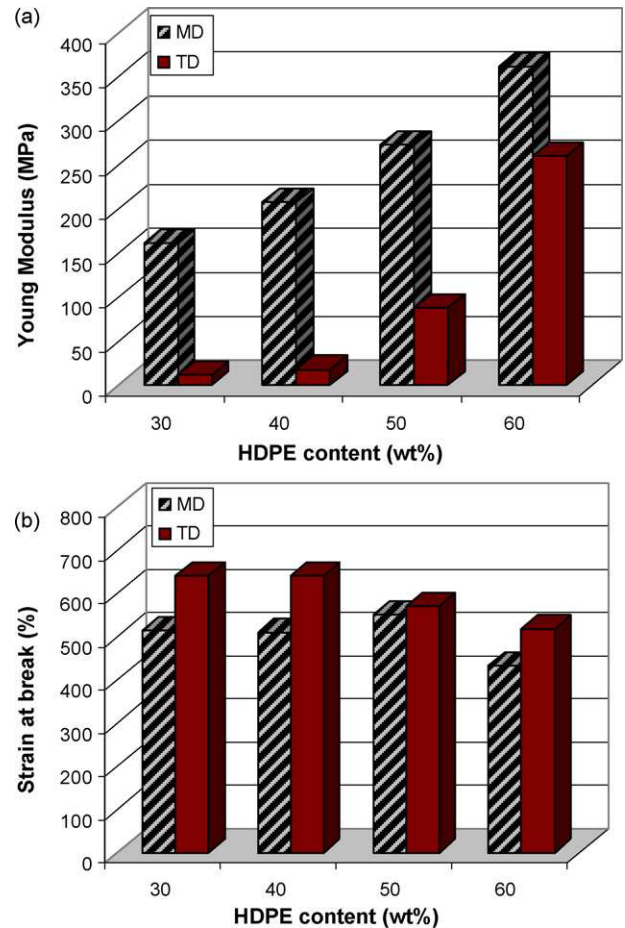 (a)
MD
TD
400
350
300
250
200
150
100
50
0
Young Modulus (MPa)
30 40 50 60
HDPE content (wt%)
(b)
MD
TD
800
700
600
500
400
300
200
100
0
Strain at break (%)
30 40 50 60
HDPE content (wt%)